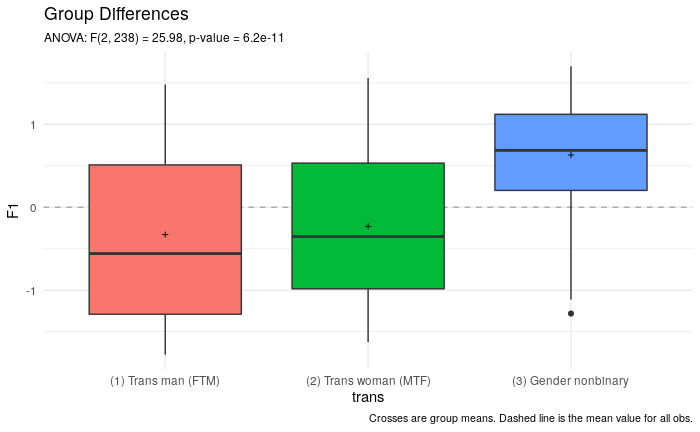 Group Differences
ANOVA: F(2, 238) = 25.98, p-value = 6.2e-11
F1
1
0
-1
(1) Trans man (FTM)
(2) Trans woman (MTF)
(3) Gender nonbinary
trans
Crosses are group means. Dashed line is the mean value for all obs.